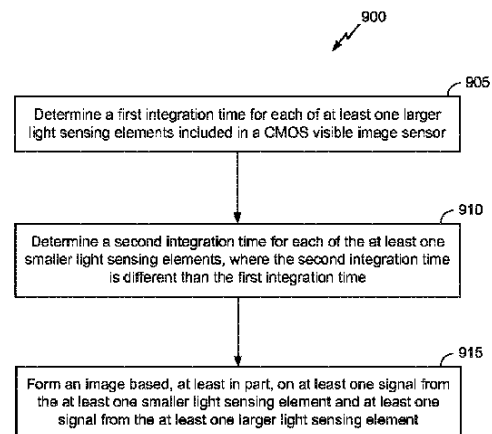 900
905
Determine a first integration time for each of at least one larger
light sensing elements included in a CMOS visible image sensor
910
Determine a second integration time for each of the at least one
smaller light sensing elements, where the second integration time
is different than the first integration time
915
Form an image based, at least in part, on at least one signal from
the at least one smaller light sensing element and at least one
signal from the at least one larger light sensing element